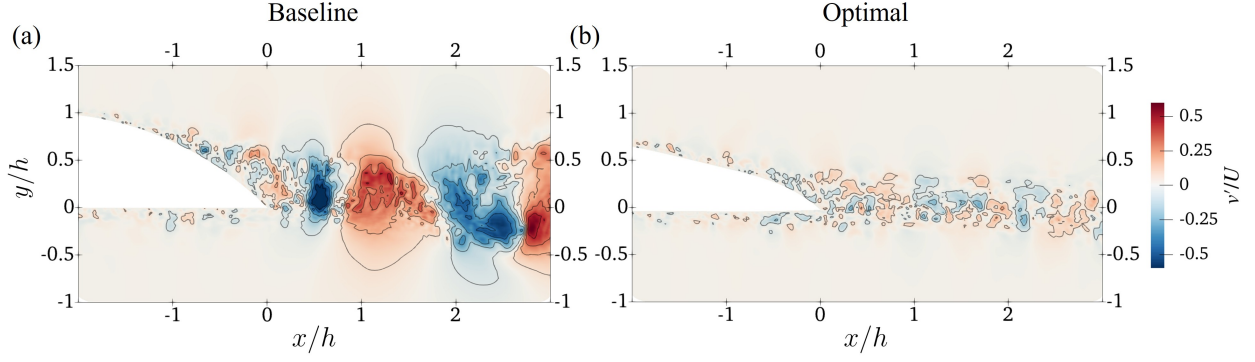 Baseline
Optimal
(a)
(b)
-1 0 1 2
-1 0 1 2
1.5 1.5 1.5 1.5
1 1 1 1
0.5 0.5 0.5 0.5
0 0 0 0
-0.5 -0.5 -0.5 -0.5
-1 -1 -1 -1
y/h
-1 0 1 2
-1 0 1 2
x/h
x/h
0.5
0.25
0
-0.25
-0.5
v'/U